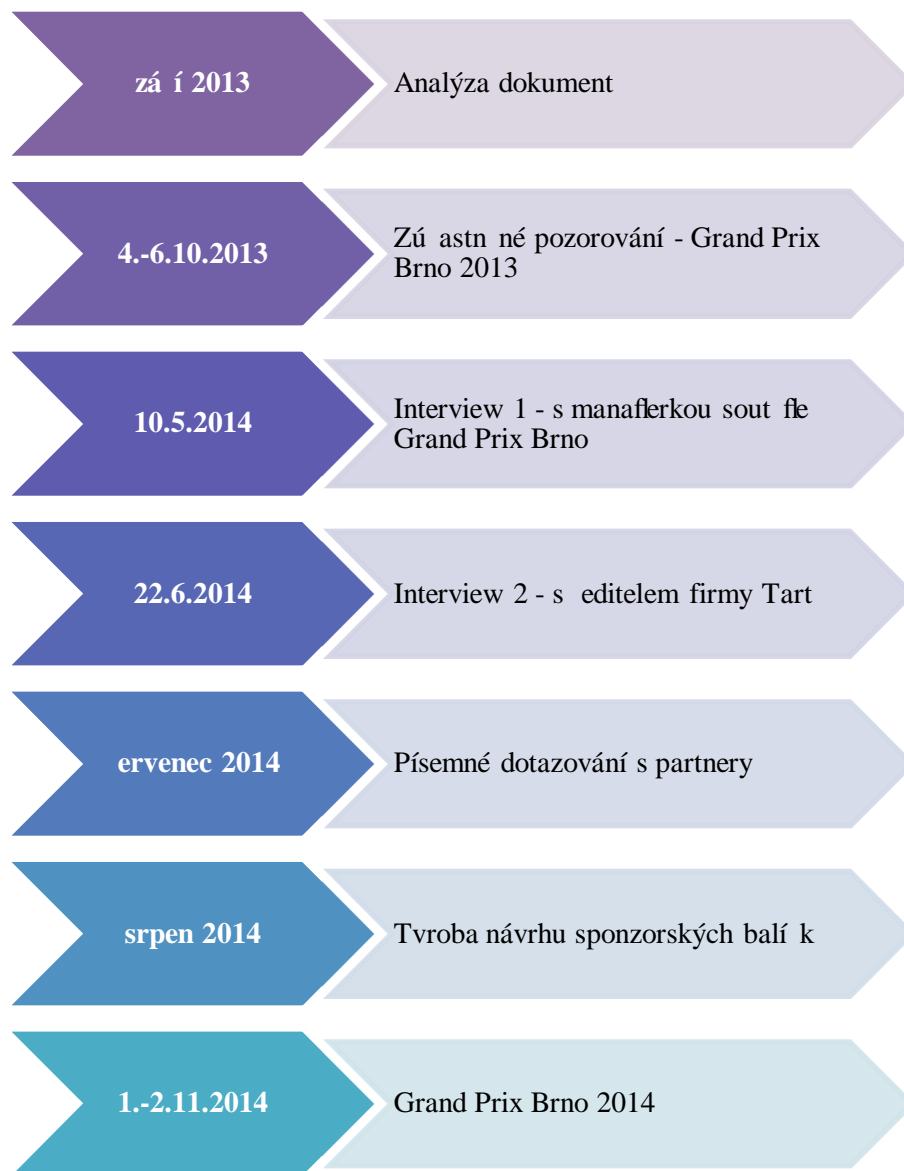 zá í 2013
Analýza dokument
4.-6.10.2013
Zú astn né pozorování - Grand Prix
Brno 2013
10.5.2014
Interview 1 - s manaflerkou sout fle
Grand Prix Brno
22.6.2014
Interview 2 - s editelem firmy Tart
ervenec 2014
Písemné dotazování s partnery
srpen 2014
Tvroba návrhu sponzorských balí k
1.-2.11.2014
Grand Prix Brno 2014